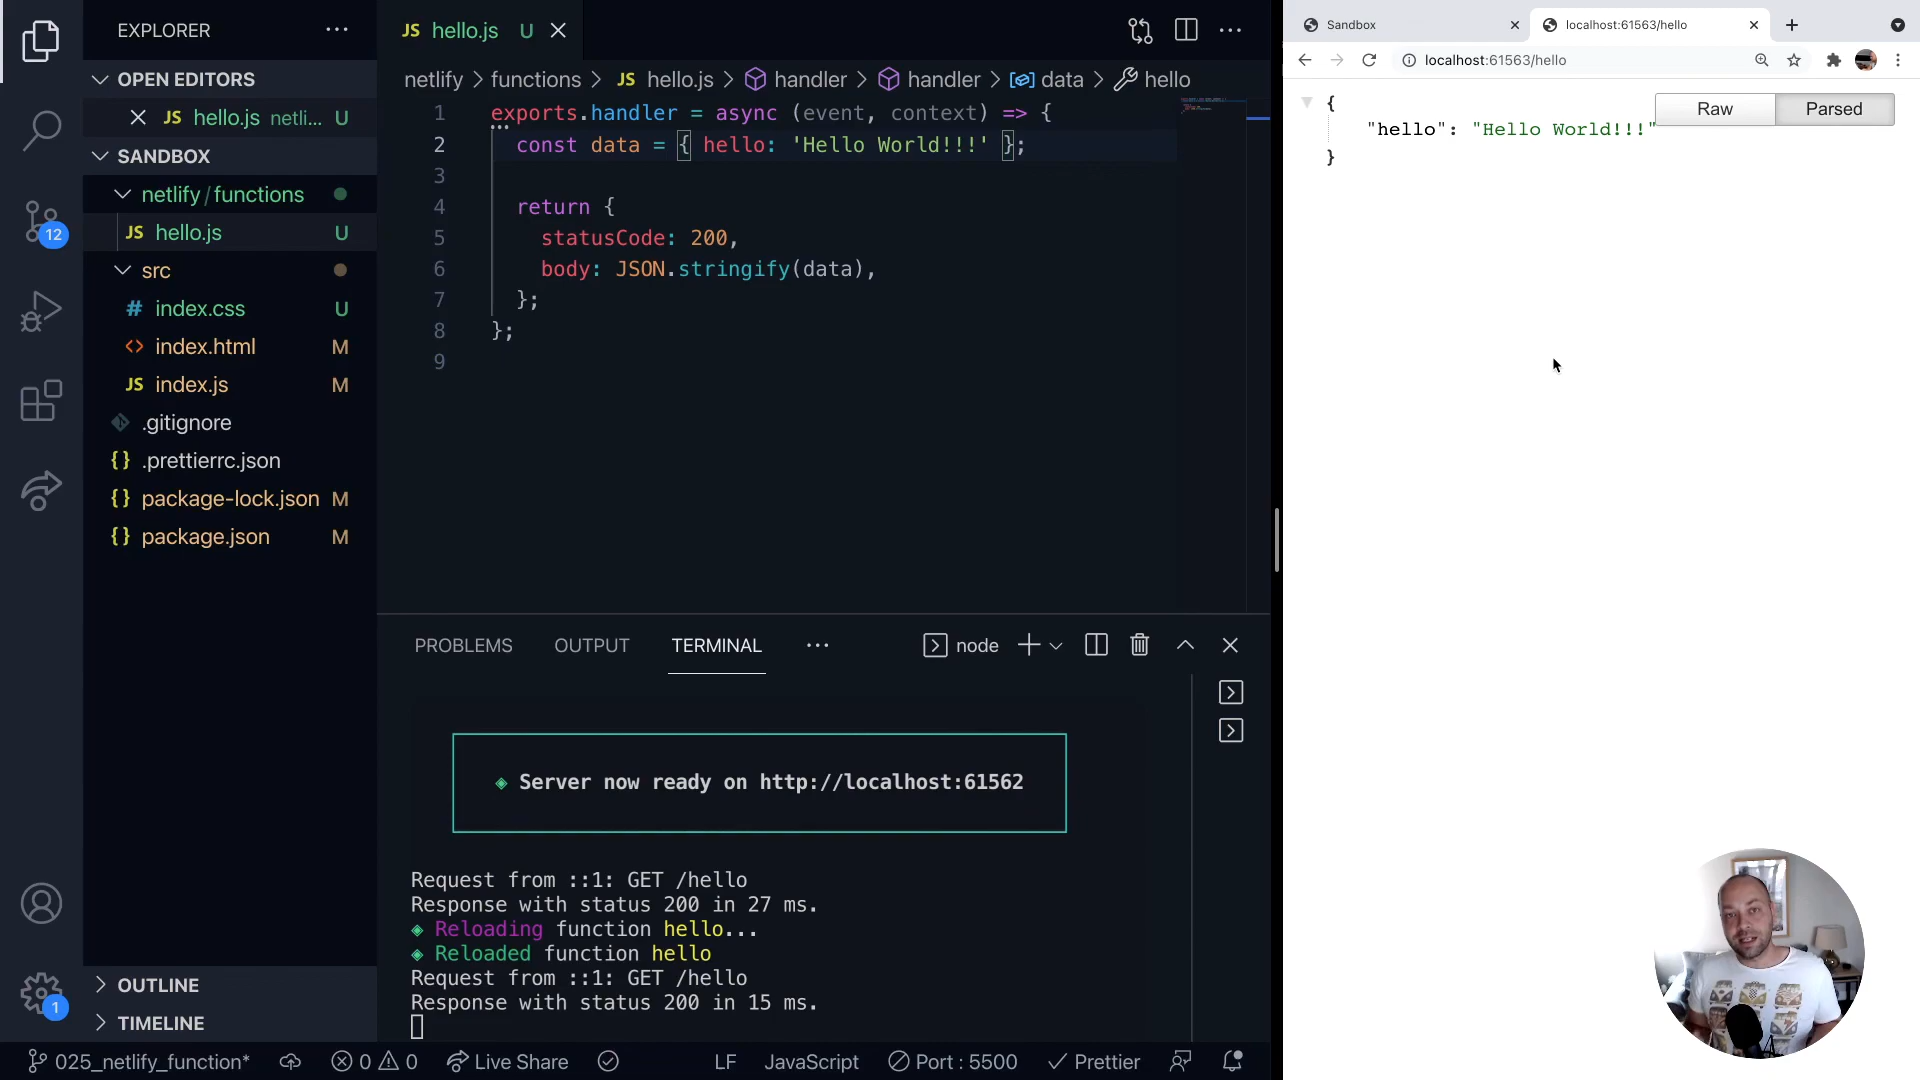 EXPLORER
OPEN EDITORS
JS hello.js netli... U
SANDBOX
netlify/functions
JS hello.js U
src
# index.css U
<> index.html M
JS index.js M
.gitignore
{} .prettierrc.json
{} package-lock.json M
{} package.json M
OUTLINE
TIMELINE
12
1
JS hello.js U
netlify > functions > JS hello.js > handler > handler > data > hello
1 exports.handler = async (event, context) => {
2 const data = { hello: 'Hello World!!!' };
3
4 return {
5 statusCode: 200,
6 body: JSON.stringify(data),
7 };
8 };
9
PROBLEMS OUTPUT TERMINAL ... node
Server now ready on http://localhost:61562
Request from ::1: GET /hello
Response with status 200 in 27 ms.
◈ Reloading function hello...
◈ Reloaded function hello
Request from ::1: GET /hello
Response with status 200 in 15 ms.
025_netlify_function* 0 0 Live Share LF JavaScript Port : 5500 Prettier
Sandbox
localhost:61563/hello
localhost:61563/hello
Raw Parsed
{
"hello": "Hello World!!!"
}